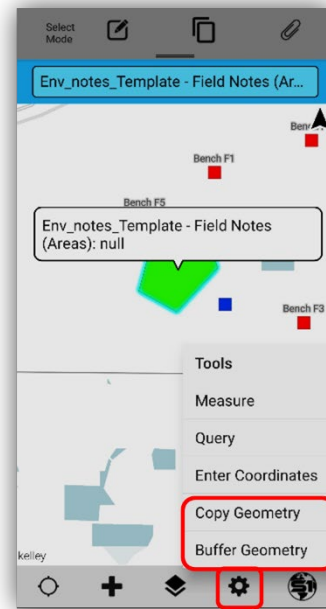 Select
Mode
Env_notes_Template - Field Notes (Ar...
Bench F1
Bench F5
Env_notes_Template - Field Notes
(Areas): null
Bench F3
Tools
Measure
Query
Enter Coordinates
Copy Geometry
Buffer Geometry
kelley